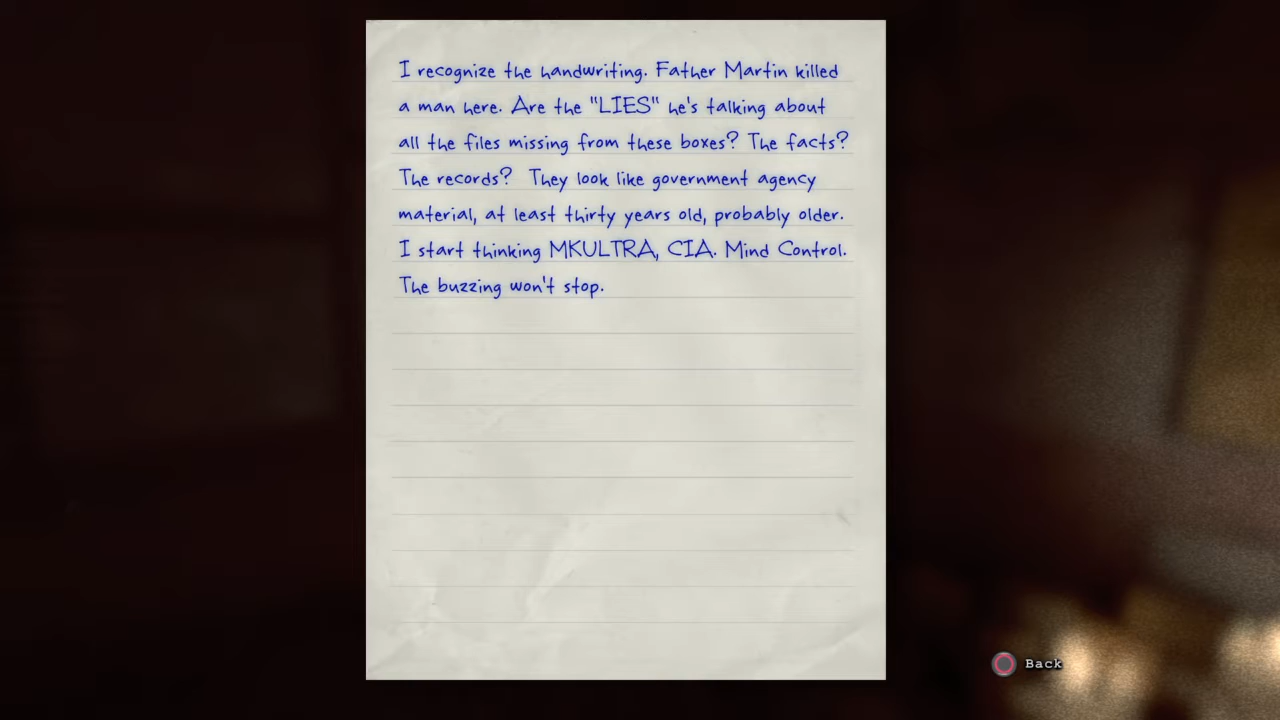 I recognize the handwriting. Father Martin killed
a man here. Are the "LIES" he's talking about
all the files missing from these boxes? The facts?
The records?  They look like government agency
material, at least thirty years old, probably older.
I start thinking MKULTRA, CIA. Mind Control.
The buzzing won't stop.
Back